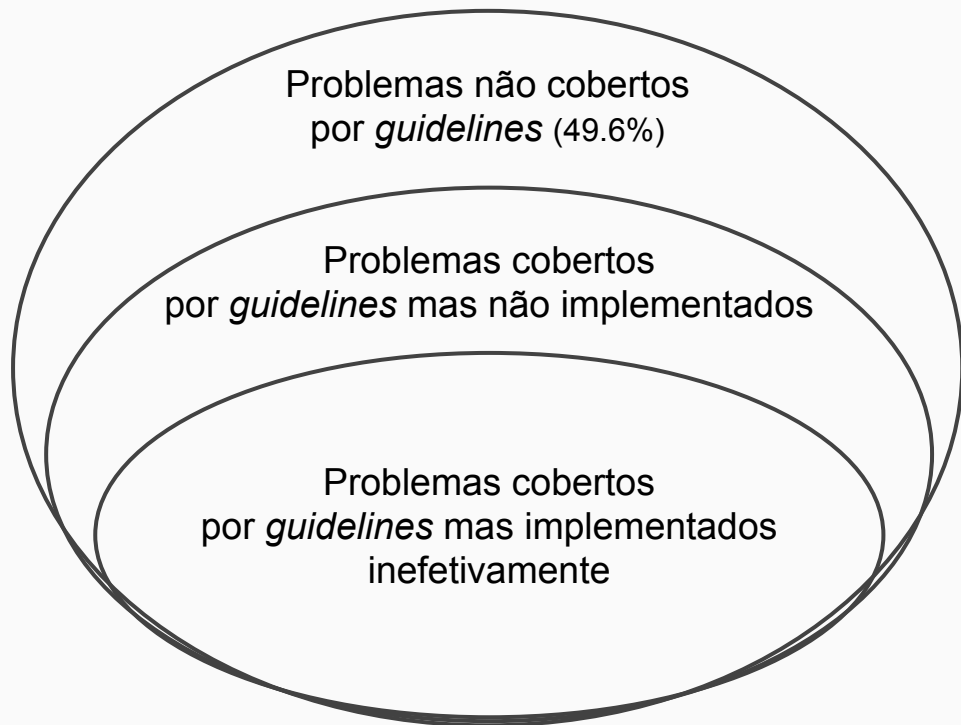 Problemas não cobertos
por guidelines (49.6%)
Problemas cobertos
por guidelines mas não implementados
Problemas cobertos
por guidelines mas implementados
inefetivamente